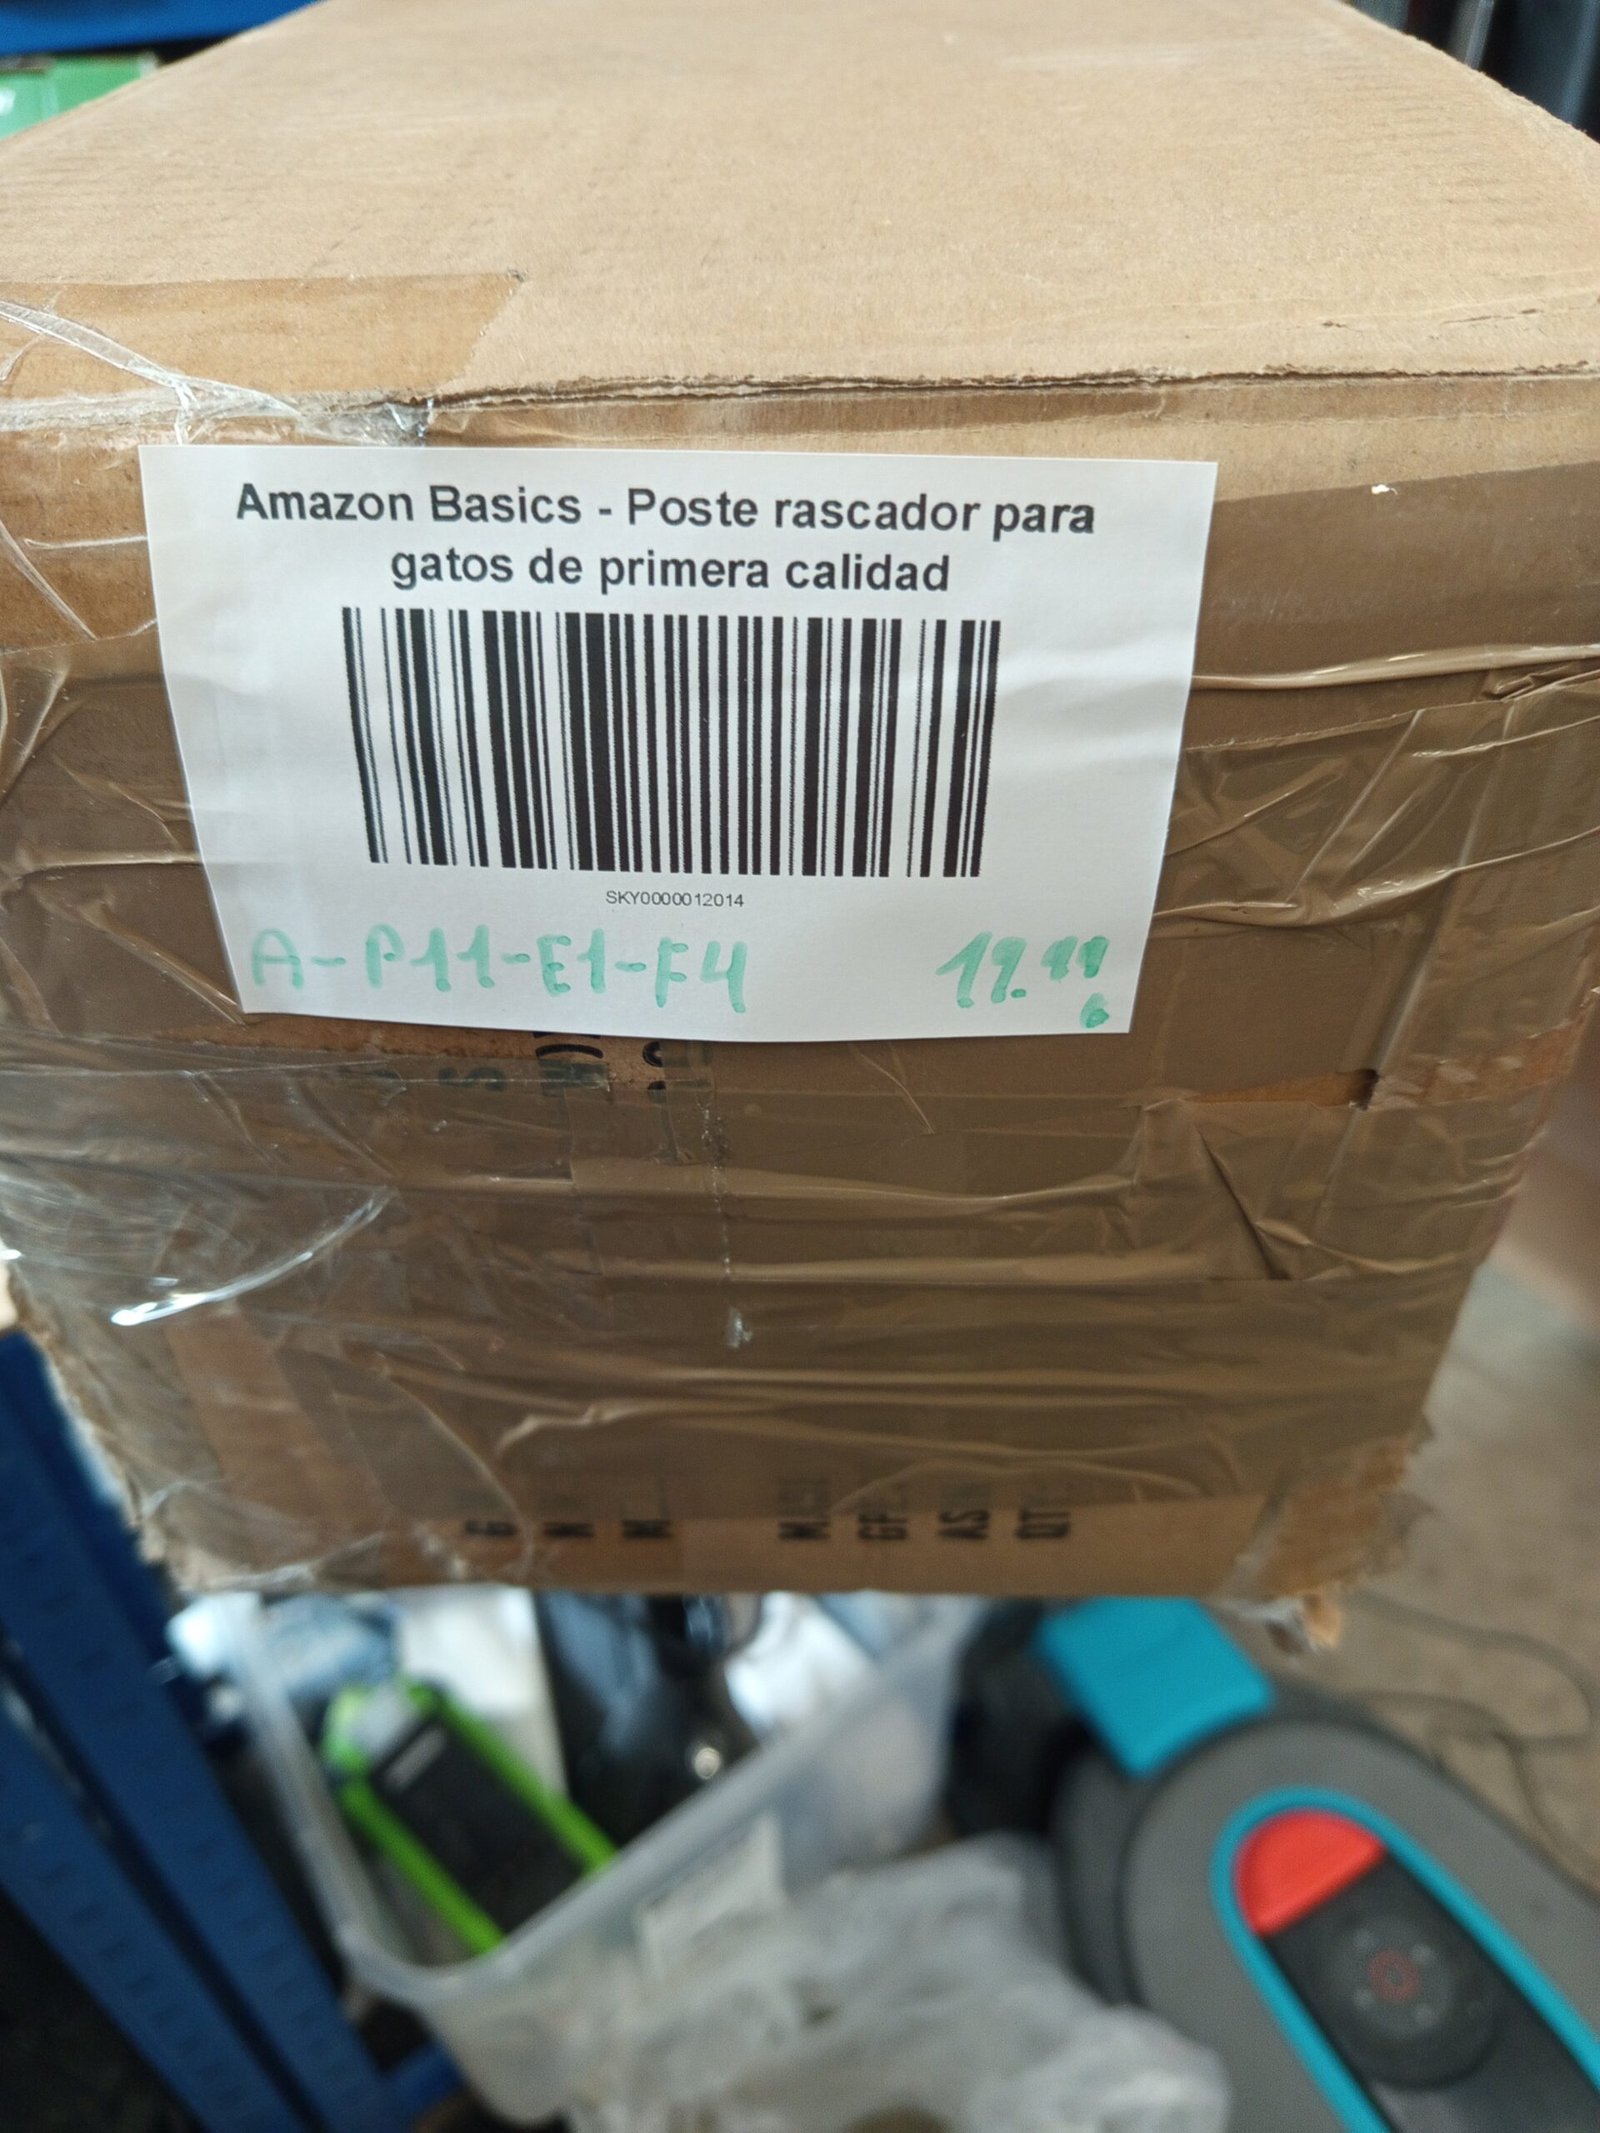 Amazon Basics - Poste rascador para
gatos de primera calidad
SKY0000012014
A-P11-E1-F4